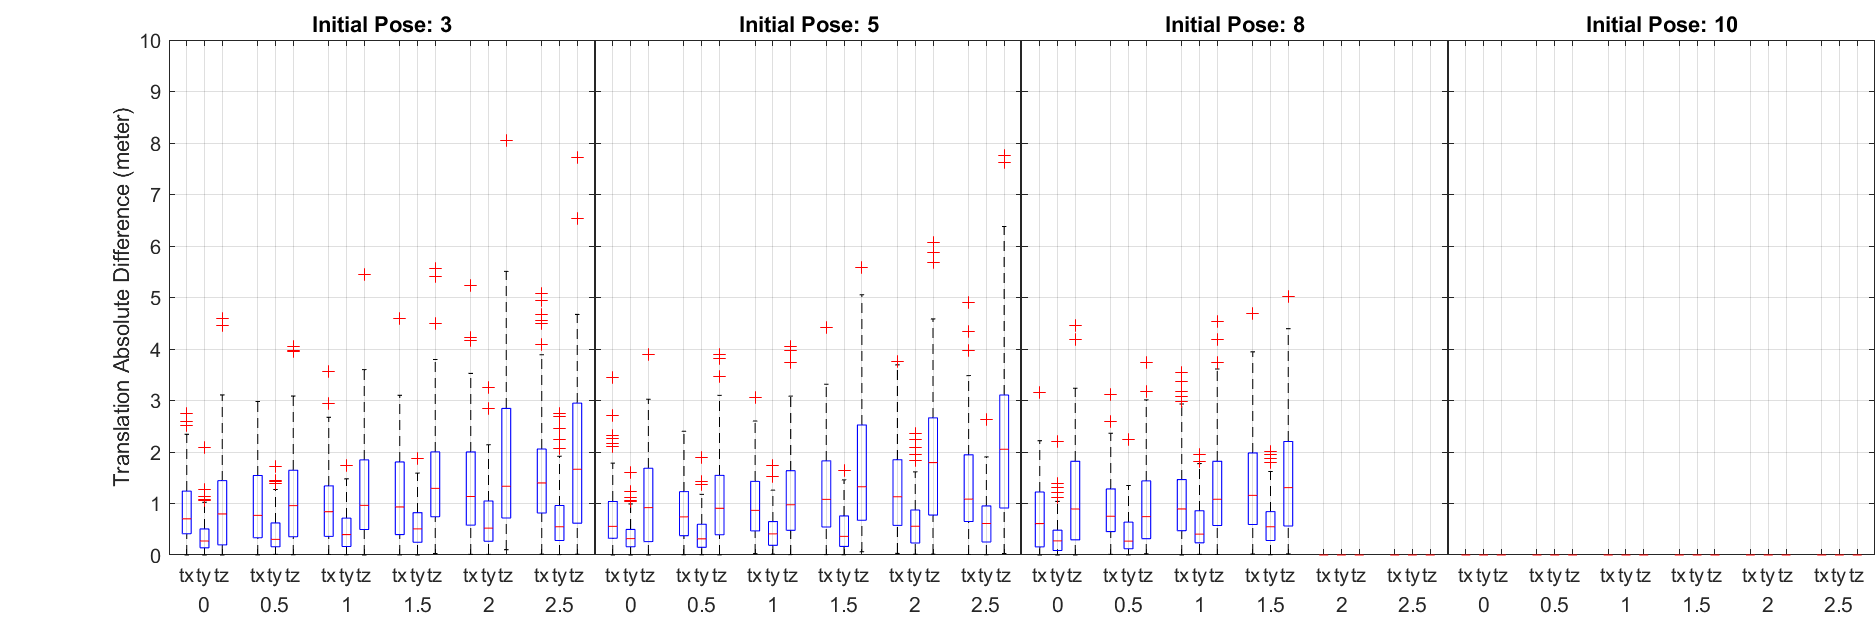 Initial Pose: 3 Initial Pose: 5 Initial Pose: 8 Initial Pose: 10
10
9
8
7
6
5
4
3
2
1
0
Translation Absolute Difference (meter)
tx ty tz tx ty tz tx ty tz tx ty tz tx ty tz tx ty tz tx ty tz tx ty tz tx ty tz tx ty tz tx ty tz tx ty tz tx ty tz tx ty tz tx ty tz tx ty tz tx ty tz tx ty tz tx ty tz tx ty tz tx ty tz tx ty tz tx ty tz tx ty tz
0 0.5 1 1.5 2 2.5 0 0.5 1 1.5 2 2.5 0 0.5 1 1.5 2 2.5 0 0.5 1 1.5 2 2.5